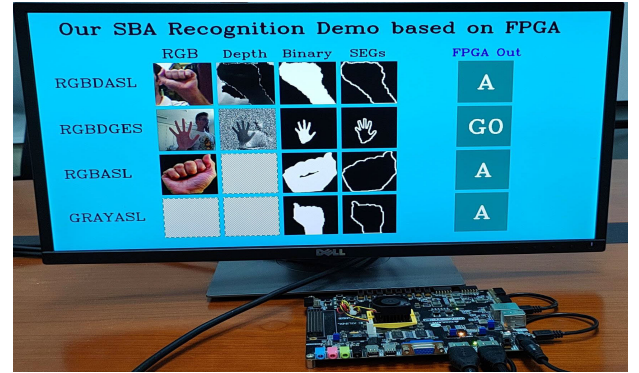 Our SBA Recognition Demo based on FPGA
RGB Depth Binary SEGs FPGA Out
RGBDASL A
RGBDGES GO
RGBASL A
GRAYASL A
DELL